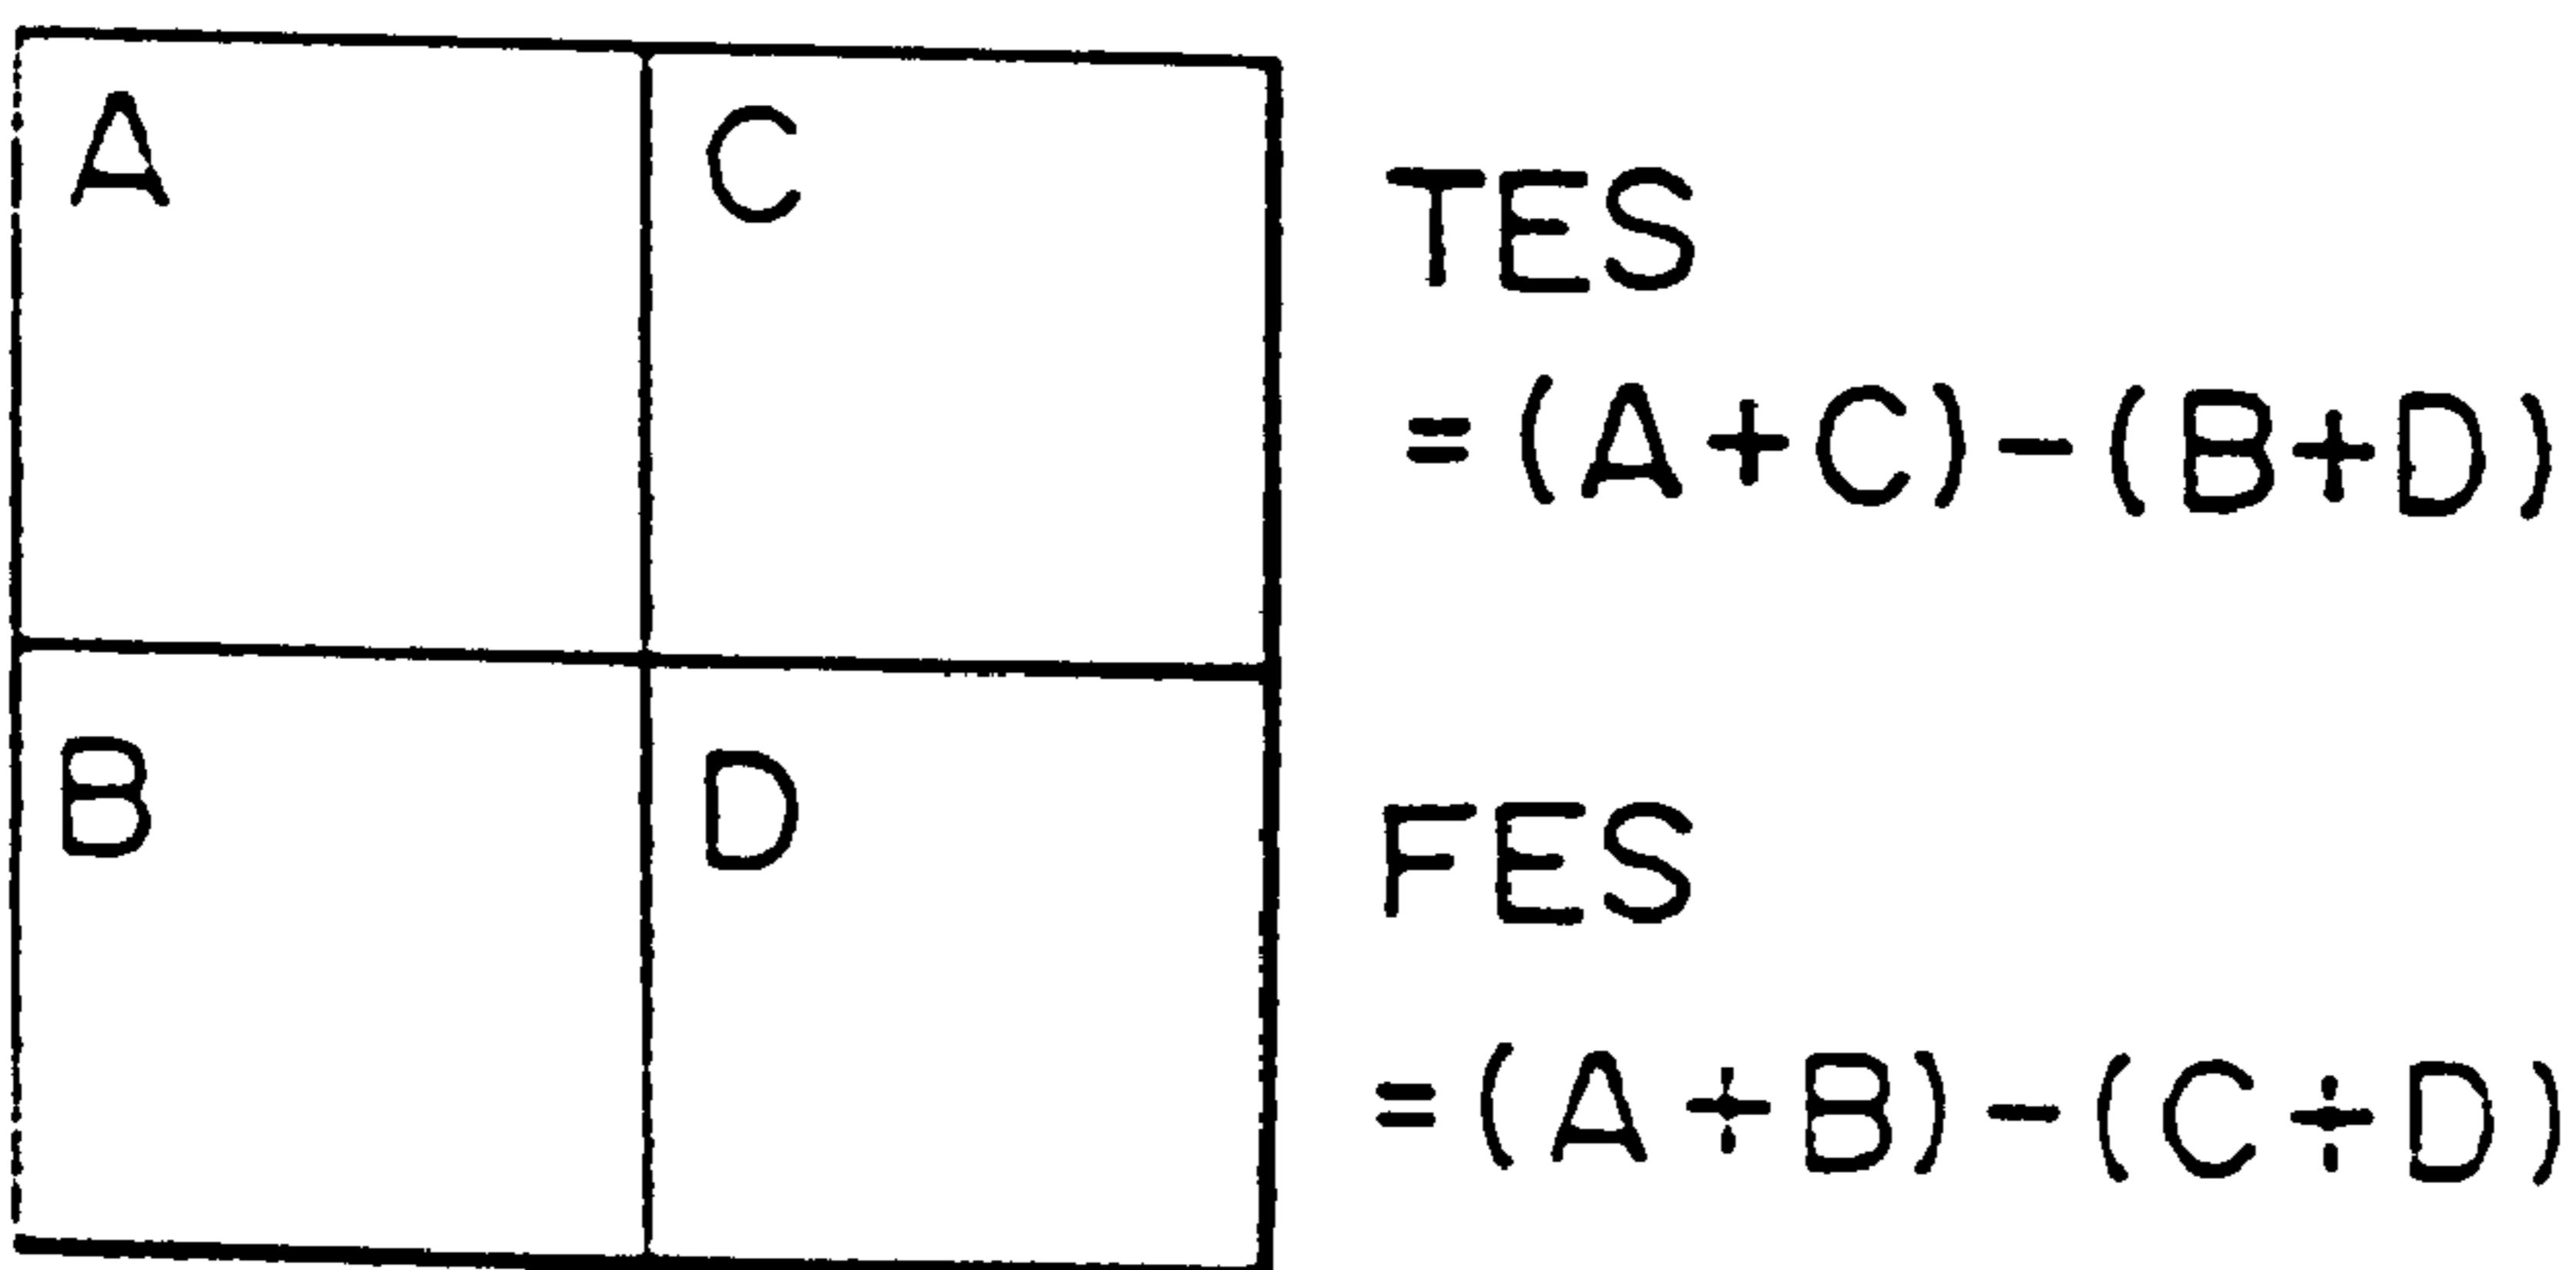 A
C
B
D
TES
=(A+C)-(B+D)
FES
=(A+B)-(C+D)